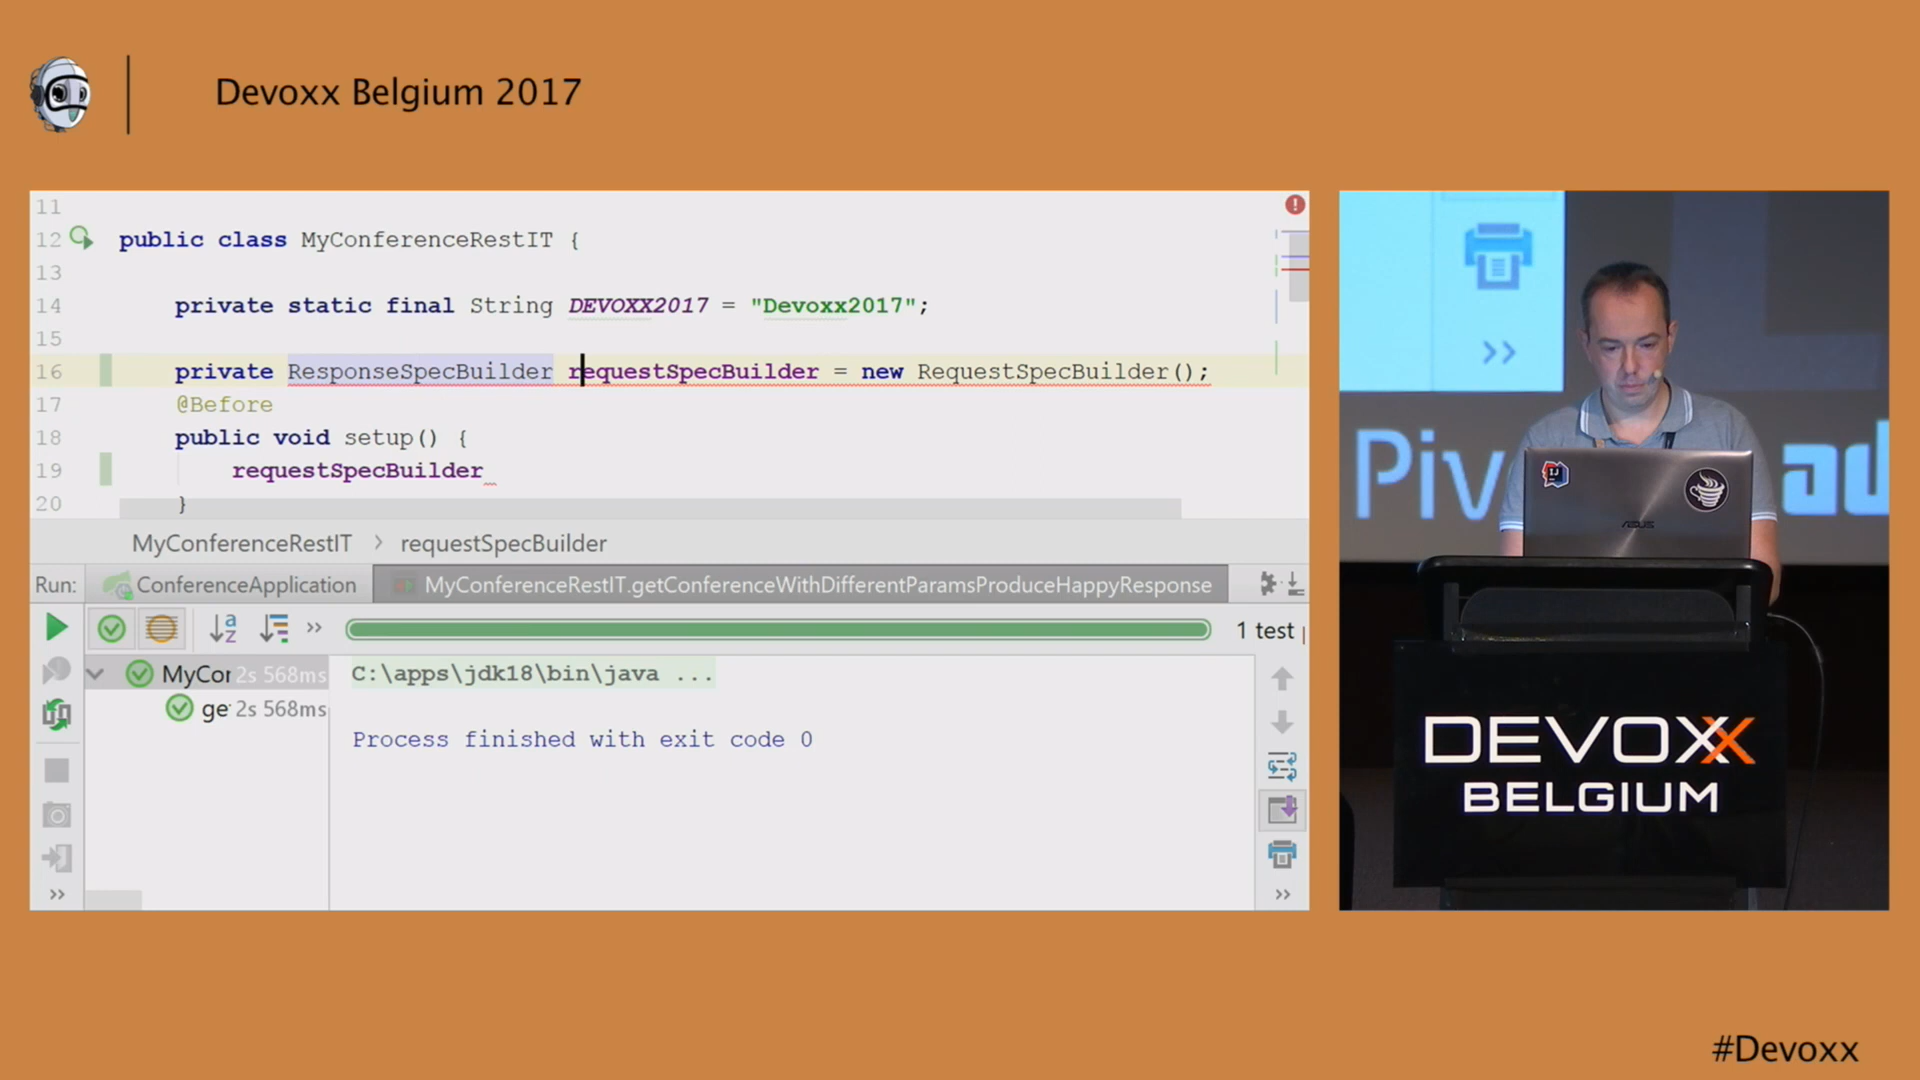 Devoxx Belgium 2017
11
12 public class MyConferenceRestIT {
13
14 private static final String DEVOXX2017 = "Devoxx2017";
15
16 private ResponseSpecBuilder requestSpecBuilder = new RequestSpecBuilder();
17 @Before
18 public void setup() {
19 requestSpecBuilder
20 }
MyConferenceRestIT > requestSpecBuilder
Run: ConferenceApplication MyConferenceRestIT.getConferenceWithDifferentParamsProduceHappyResponse
1 test
MyCor 2s 568ms
ge 2s 568ms
C:\apps\jdk18\bin\java ...
Process finished with exit code 0
Piv
ad
IJ
ASUS
DEVOXX
BELGIUM
#Devoxx